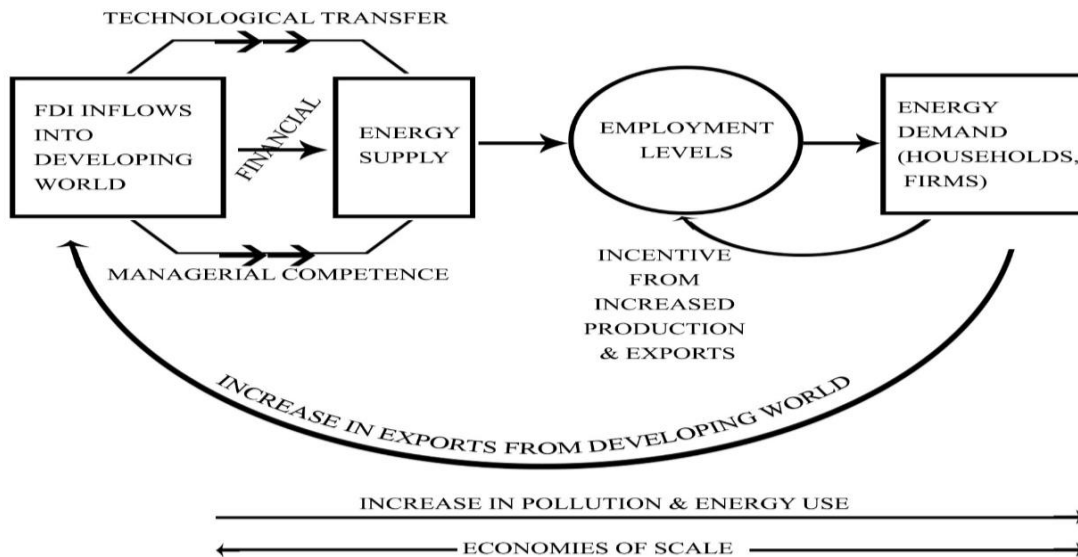 TECHNOLOGICAL TRANSFER
FDI INFLOWS
INTO
DEVELOPING
WORLD
FINANCIAL
ENERGY
SUPPLY
EMPLOYMENT
LEVELS
ENERGY
DEMAND
(HOUSEHOLDS,
FIRMS)
MANAGERIAL COMPETENCE
INCENTIVE
FROM
INCREASED
PRODUCTION
& EXPORTS
INCREASE IN EXPORTS FROM DEVELOPING WORLD
INCREASE IN POLLUTION & ENERGY USE
ECONOMIES OF SCALE